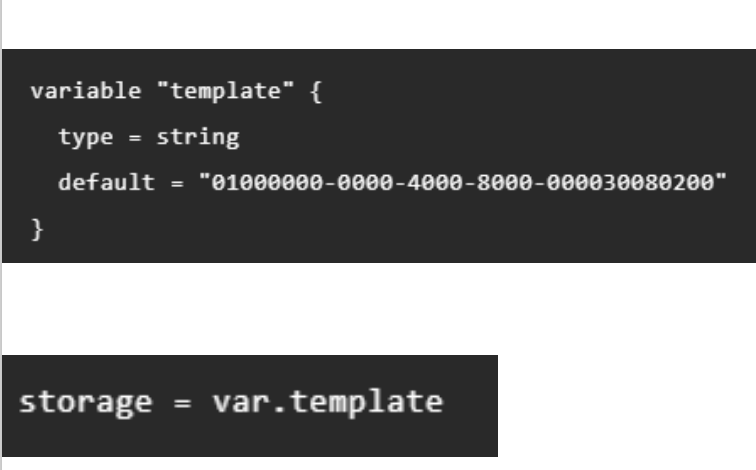 variable "template" {
type = string
default = "01000000-0000-4000-8000-000030080200"
}
storage = var.template